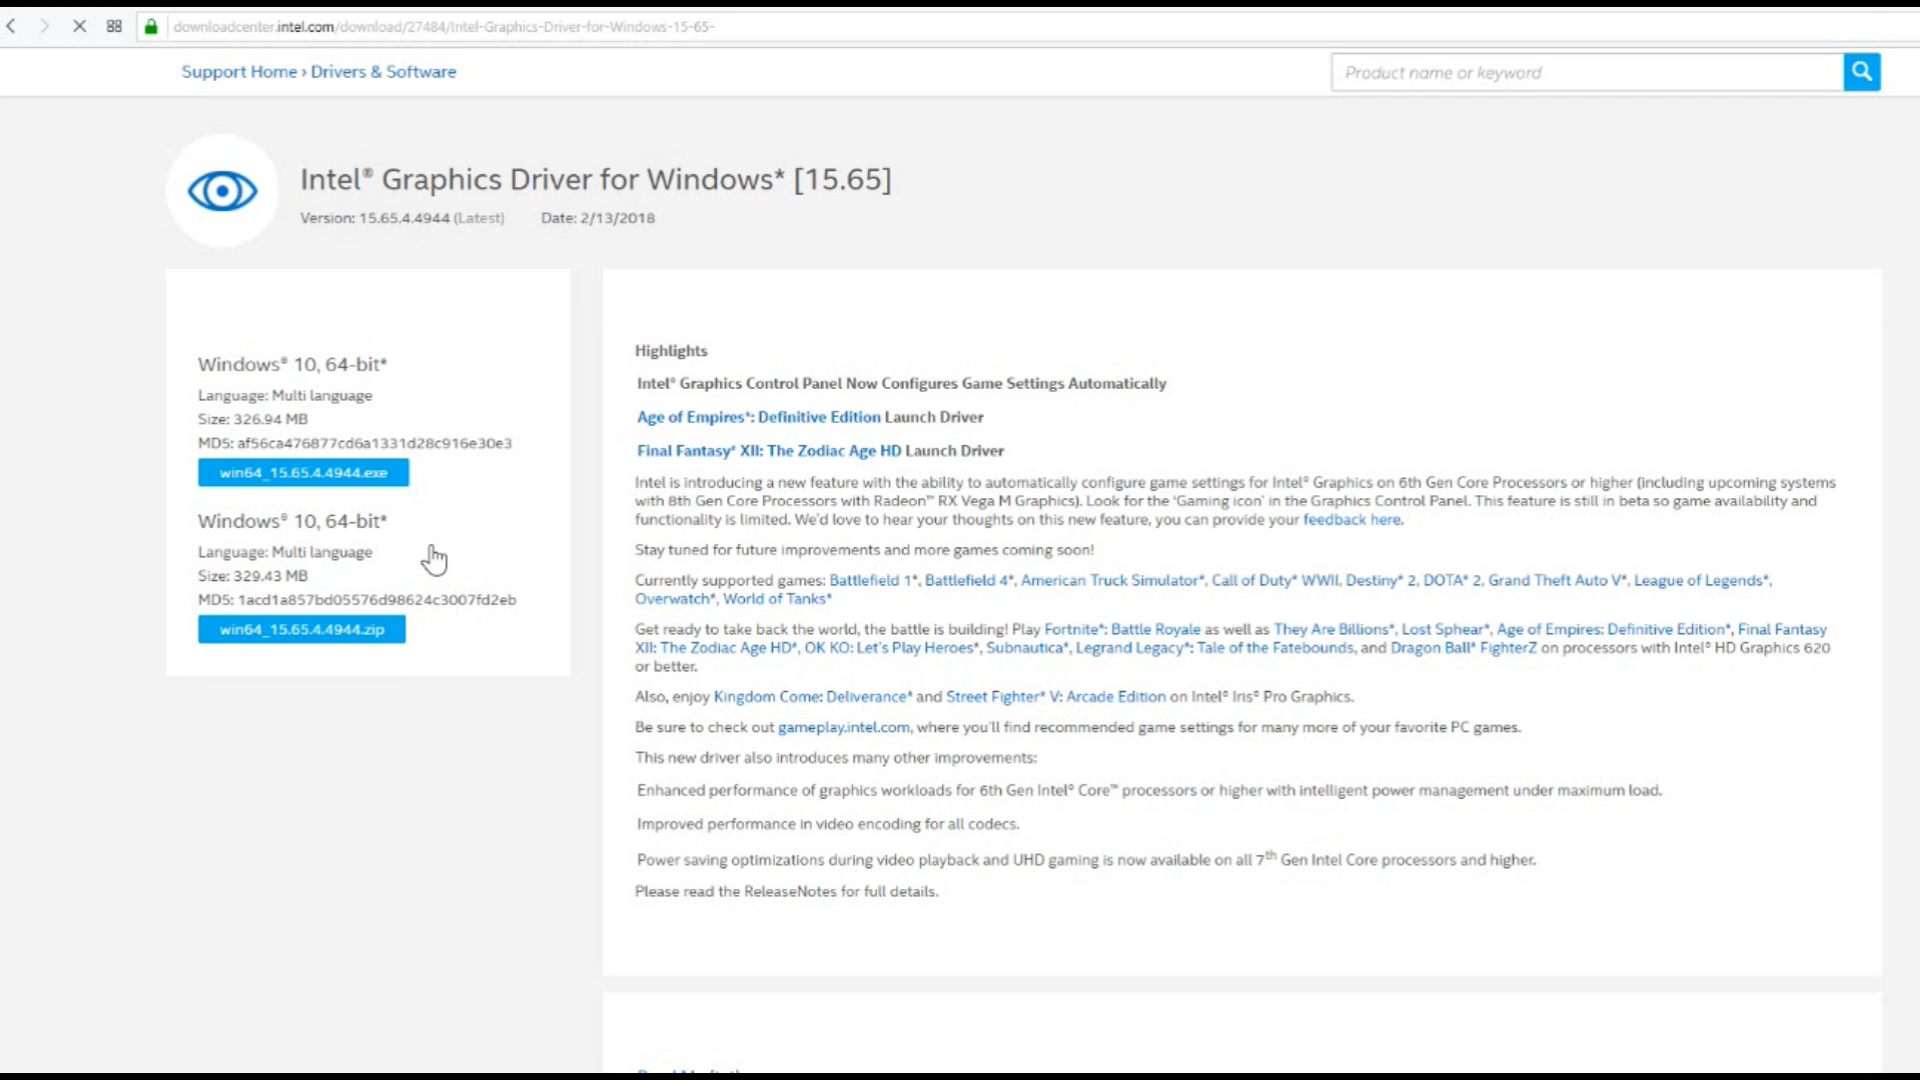 downloadcenter.intel.com/download/27484/Intel-Graphics-Driver-for-Windows-15-65-
Support Home › Drivers & Software
Product name or keyword
Intel® Graphics Driver for Windows* [15.65]
Version: 15.65.4.4944 (Latest) Date: 2/13/2018
Windows® 10, 64-bit*
Language: Multi language
Size: 326.94 MB
MD5: af56ca476877cd6a1331d28c916e30e3
win64_15.65.4.4944.exe
Windows® 10, 64-bit*
Language: Multi language
Size: 329.43 MB
MD5: 1acd1a857bd05576d98624c3007fd2eb
win64_15.65.4.4944.zip
Highlights
Intel® Graphics Control Panel Now Configures Game Settings Automatically
Age of Empires*: Definitive Edition Launch Driver
Final Fantasy* XII: The Zodiac Age HD Launch Driver
Intel is introducing a new feature with the ability to automatically configure game settings for Intel® Graphics on 6th Gen Core Processors or higher (including upcoming systems
with 8th Gen Core Processors with Radeon™ RX Vega M Graphics). Look for the 'Gaming icon' in the Graphics Control Panel. This feature is still in beta so game availability and
functionality is limited. We'd love to hear your thoughts on this new feature, you can provide your feedback here.
Stay tuned for future improvements and more games coming soon!
Currently supported games: Battlefield 1*, Battlefield 4*, American Truck Simulator*, Call of Duty* WWII, Destiny* 2, DOTA* 2, Grand Theft Auto V*, League of Legends*,
Overwatch*, World of Tanks*
Get ready to take back the world, the battle is building! Play Fortnite*: Battle Royale as well as They Are Billions*, Lost Sphear*, Age of Empires: Definitive Edition*, Final Fantasy
XII: The Zodiac Age HD*, OK KO: Let's Play Heroes*, Subnautica*, Legrand Legacy*: Tale of the Fatebounds, and Dragon Ball* FighterZ on processors with Intel® HD Graphics 620
or better.
Also, enjoy Kingdom Come: Deliverance* and Street Fighter* V: Arcade Edition on Intel® Iris® Pro Graphics.
Be sure to check out gameplay.intel.com, where you'll find recommended game settings for many more of your favorite PC games.
This new driver also introduces many other improvements:
Enhanced performance of graphics workloads for 6th Gen Intel® Core™ processors or higher with intelligent power management under maximum load.
Improved performance in video encoding for all codecs.
Power saving optimizations during video playback and UHD gaming is now available on all 7th Gen Intel Core processors and higher.
Please read the ReleaseNotes for full details.